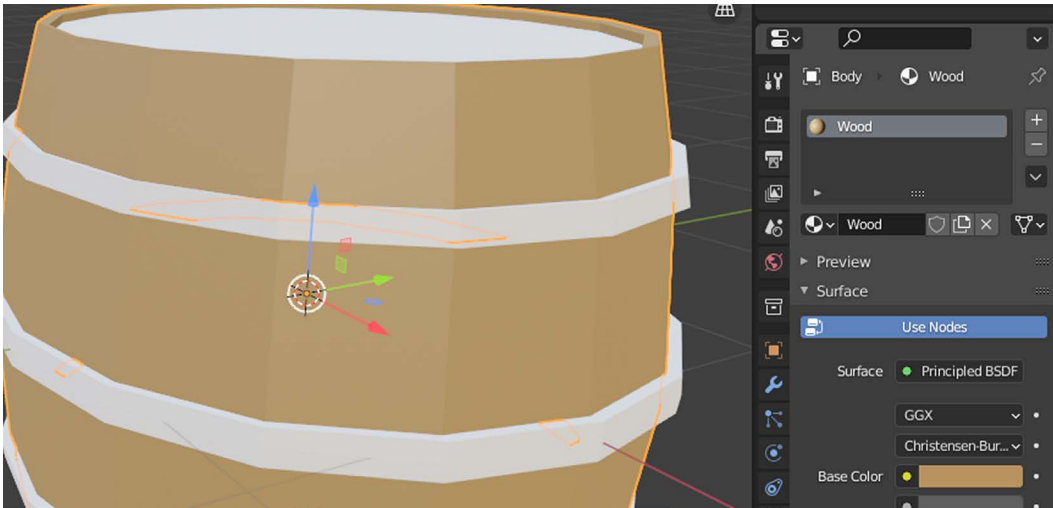 Body Wood
Wood
Wood
Preview
Surface
Use Nodes
Surface Principled BSDF
GGX
Christensen-Bur...
Base Color